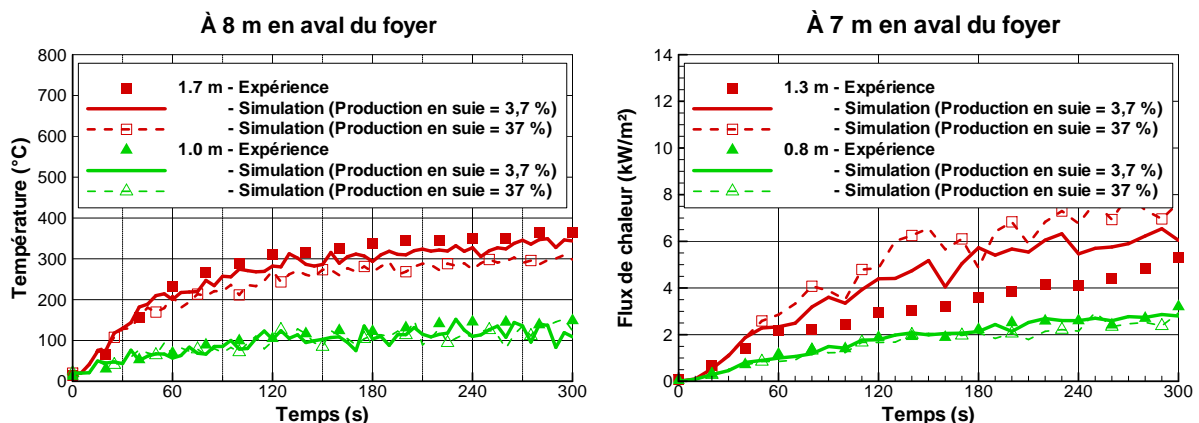 À 8 m en aval du foyer
Température (°C)
800
700
600
500
400
300
200
100
0
1.7 m - Expérience
- Simulation (Production en suie = 3,7 %)
- Simulation (Production en suie = 37 %)
1.0 m - Expérience
- Simulation (Production en suie = 3,7 %)
- Simulation (Production en suie = 37 %)
0 60 120 180 240 300
Temps (s)
À 7 m en aval du foyer
Flux de chaleur (kW/m²)
14
12
10
8
6
4
2
0
1.3 m - Expérience
- Simulation (Production en suie = 3,7 %)
- Simulation (Production en suie = 37 %)
0.8 m - Expérience
- Simulation (Production en suie = 3,7 %)
- Simulation (Production en suie = 37 %)
0 60 120 180 240 300
Temps (s)